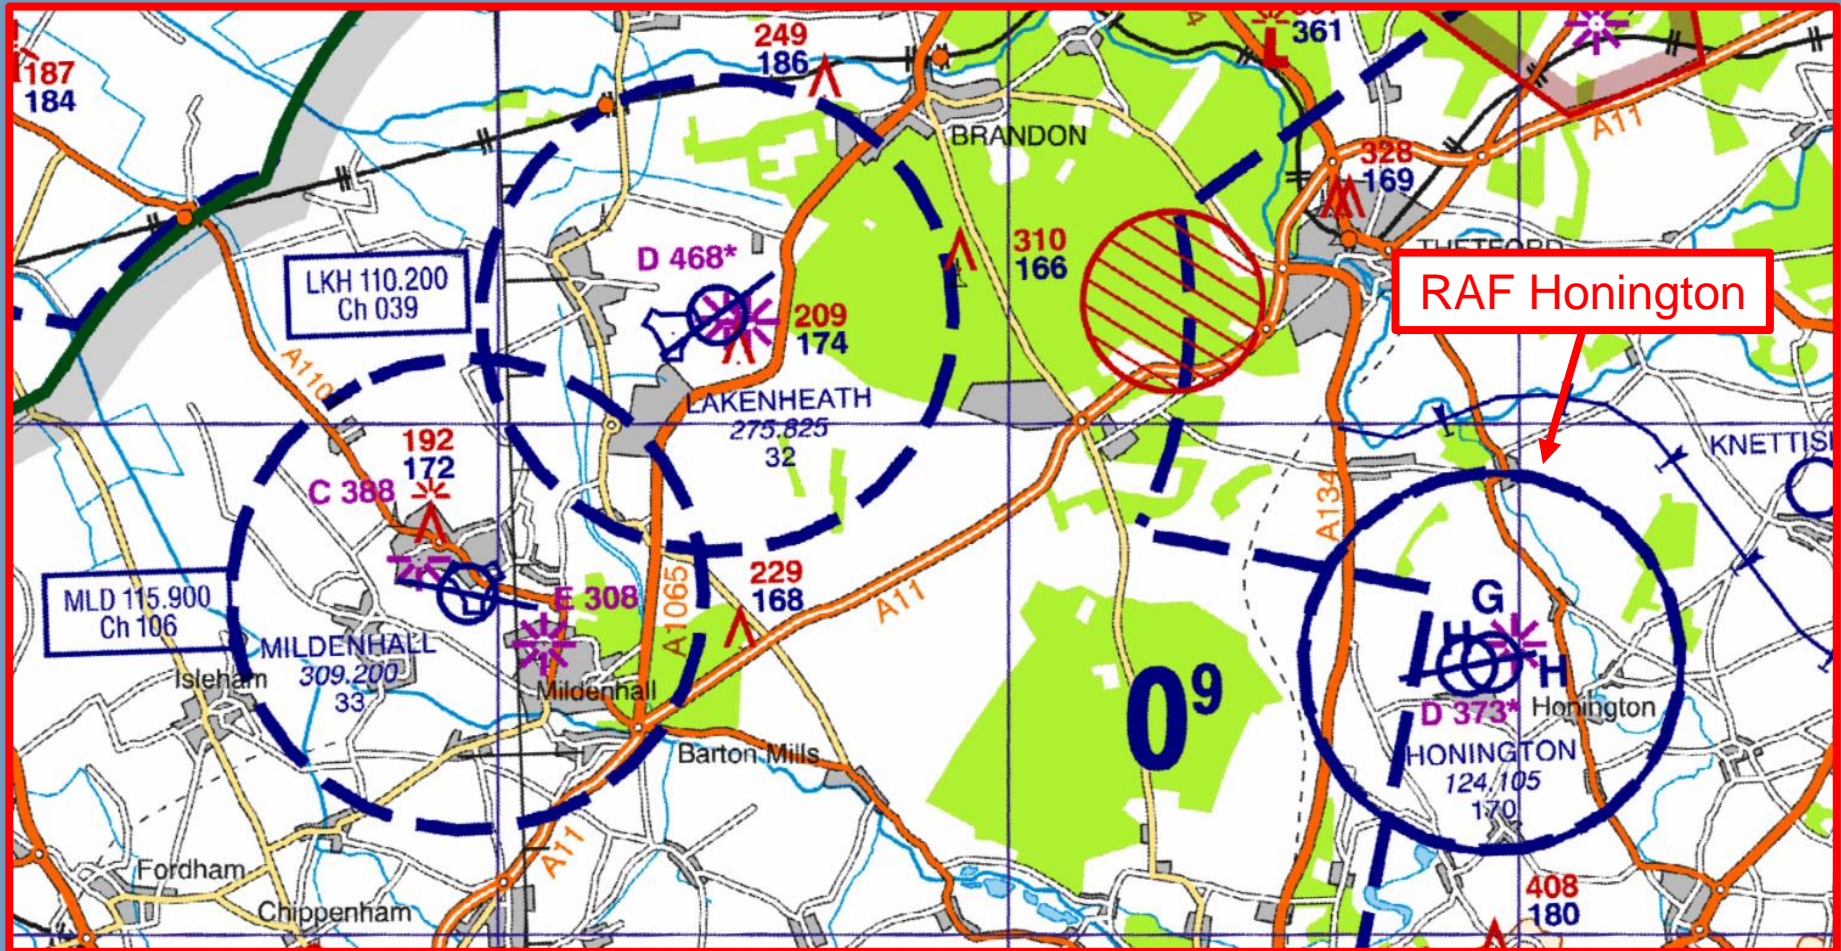 249
186
361
187
184
A11
BRANDON
328
169
D 468*
310
166
THETFORD
LKH 110.200
Ch 039
RAF Honington
209
174
A110
LAKENHEATH
275.825
32
192
172
KNETTIS
C 388
A134
MLD 115.900
Ch 106
E 308
A1065
229
168
A11
G
H
H
MILDENHALL
309.200
33
Isleham
Mildenhall
0⁹
D 373*
Honington
Barton Mills
HONINGTON
124.105
170
A11
Fordham
Chippenham
408
180